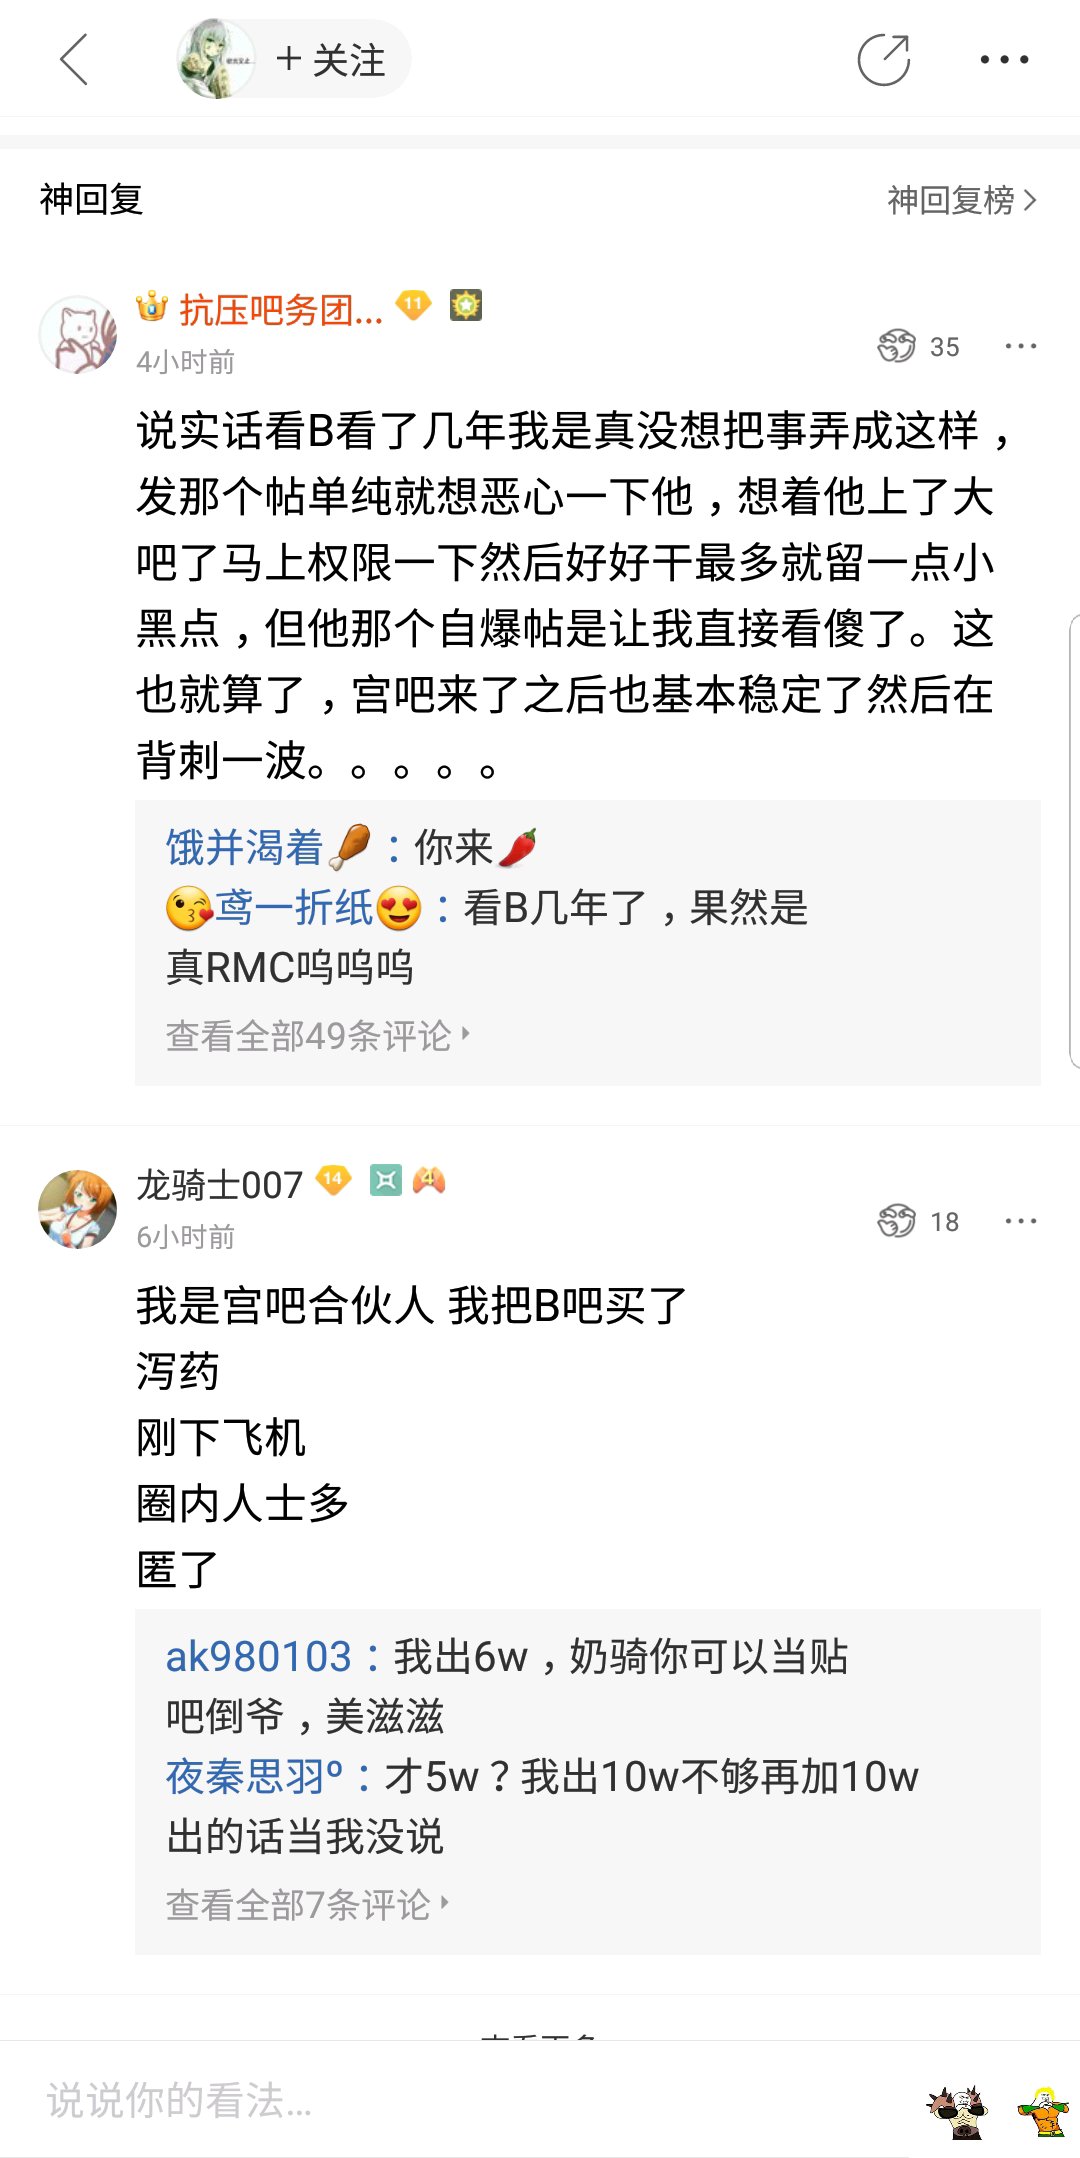 + 关注
神回复
神回复榜
抗压吧务团... 11
4小时前
35
说实话看B看了几年我是真没想把事弄成这样，
发那个帖单纯就想恶心一下他，想着他上了大
吧了马上权限一下然后好好干最多就留一点小
黑点，但他那个自爆帖是让我直接看傻了。这
也就算了，宫吧来了之后也基本稳定了然后在
背刺一波。。。。。
饿并渴着🍗：你来🌶
😘鸢一折纸😍：看B几年了，果然是
真RMC呜呜呜
查看全部49条评论
龙骑士007 14 4
6小时前
18
我是宫吧合伙人 我把B吧买了
泻药
刚下飞机
圈内人士多
匿了
ak980103：我出6w，奶骑你可以当贴
吧倒爷，美滋滋
夜秦思羽º：才5w？我出10w不够再加10w
出的话当我没说
查看全部7条评论
说说你的看法...